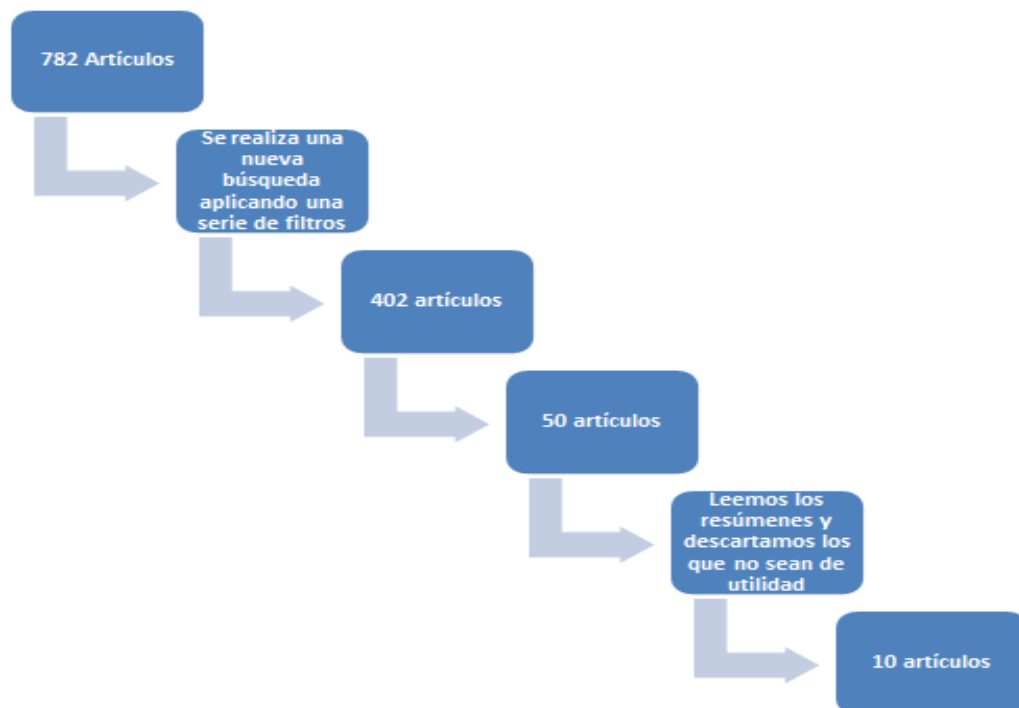 782 Artículos
Se realiza una
nueva
búsqueda
aplicando una
serie de filtros
402 artículos
50 artículos
Leemos los
resúmenes y
descartamos los
que no sean de
utilidad
10 artículos